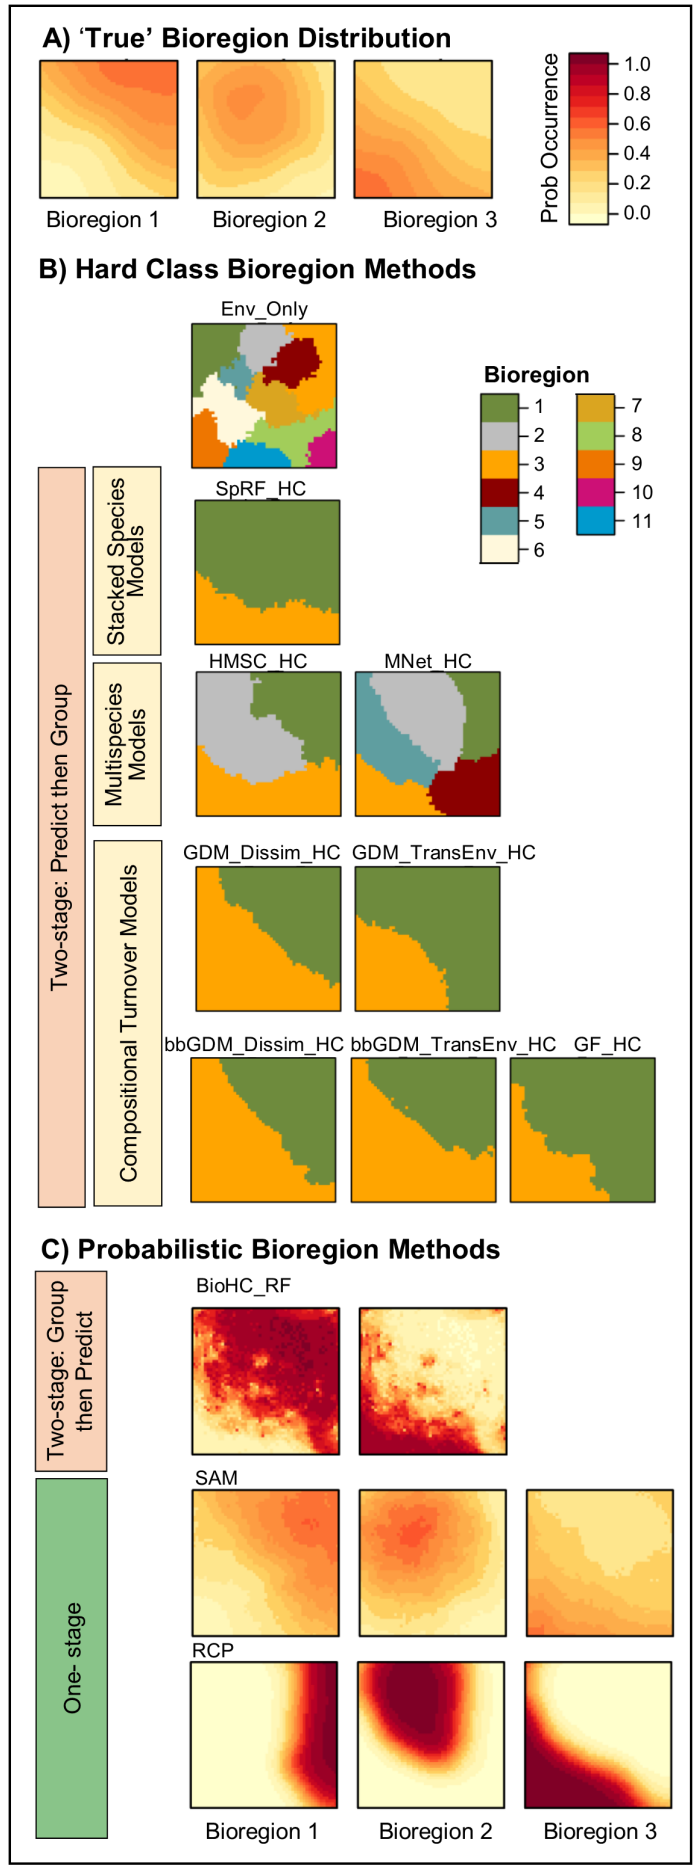 A) ‘True’ Bioregion Distribution
Bioregion 1
Bioregion 2
Bioregion 3
Prob Occurrence
1.0
0.8
0.6
0.4
0.2
0.0
B) Hard Class Bioregion Methods
Env_Only
Bioregion
1
2
3
4
5
6
7
8
9
10
11
Two-stage: Predict then Group
Stacked Species
Models
SpRF_HC
Multispecies
Models
HMSC_HC
MNet_HC
Compositional Turnover Models
GDM_Dissim_HC
GDM_TransEnv_HC
bbGDM_Dissim_HC
bbGDM_TransEnv_HC
GF_HC
C) Probabilistic Bioregion Methods
Two-stage: Group
then Predict
BioHC_RF
One- stage
SAM
RCP
Bioregion 1
Bioregion 2
Bioregion 3